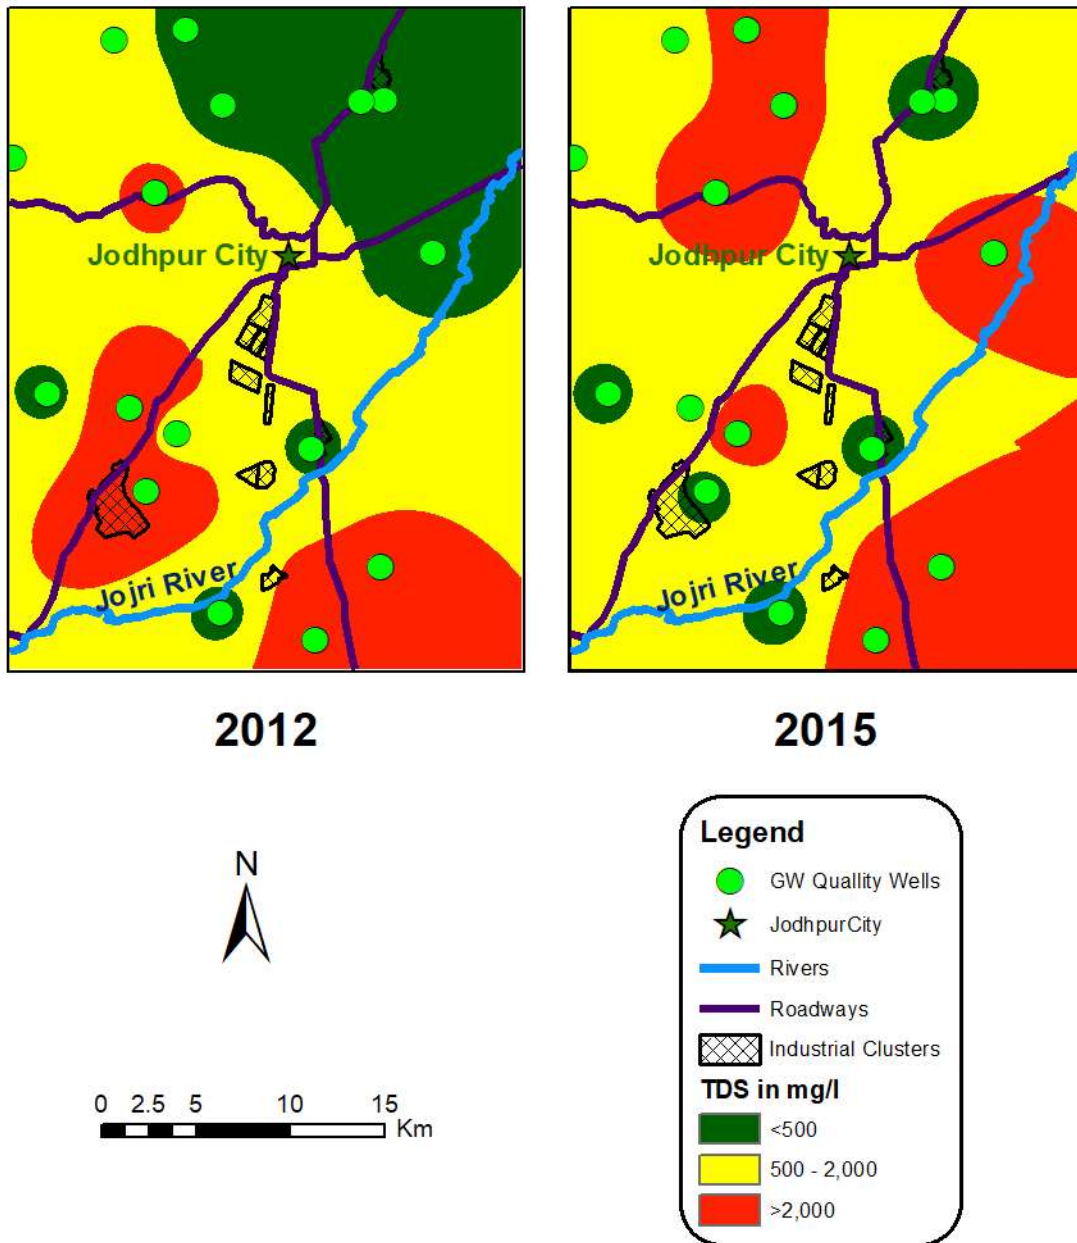 Jodhpur City
Jojri River
Jodhpur City
Jojri River
2012
2015
N
0 2.5 5 10 15
Km
Legend
GW Quallity Wells
JodhpurCity
Rivers
Roadways
Industrial Clusters
TDS in mg/l
<500
500 - 2,000
>2,000